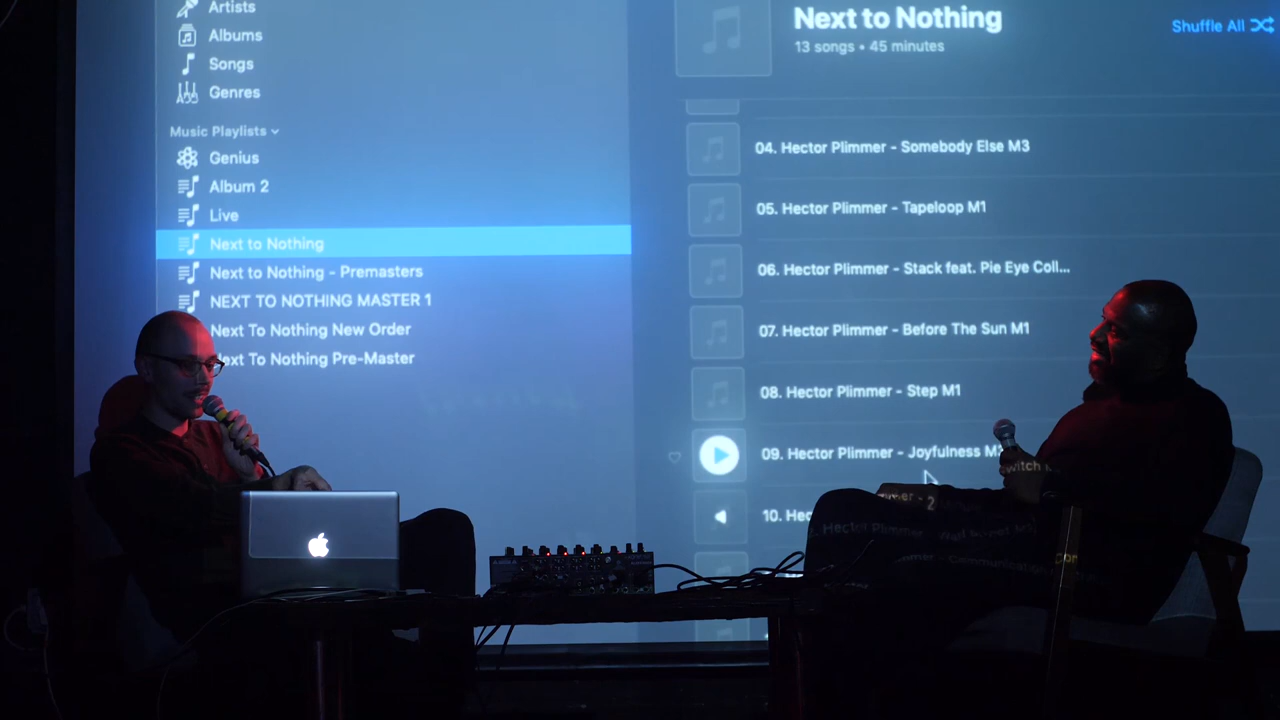 Artists
Albums
Songs
Genres
Music Playlists
Genius
Album 2
Live
Next to Nothing
Next to Nothing - Premasters
NEXT TO NOTHING MASTER 1
Next To Nothing New Order
Next To Nothing Pre-Master
Next to Nothing
13 songs • 45 minutes
Shuffle All
04. Hector Plimmer - Somebody Else M3
05. Hector Plimmer - Tapeloop M1
06. Hector Plimmer - Stack feat. Pie Eye Coll...
07. Hector Plimmer - Before The Sun M1
08. Hector Plimmer - Step M1
09. Hector Plimmer - Joyfulness M
10. Hec